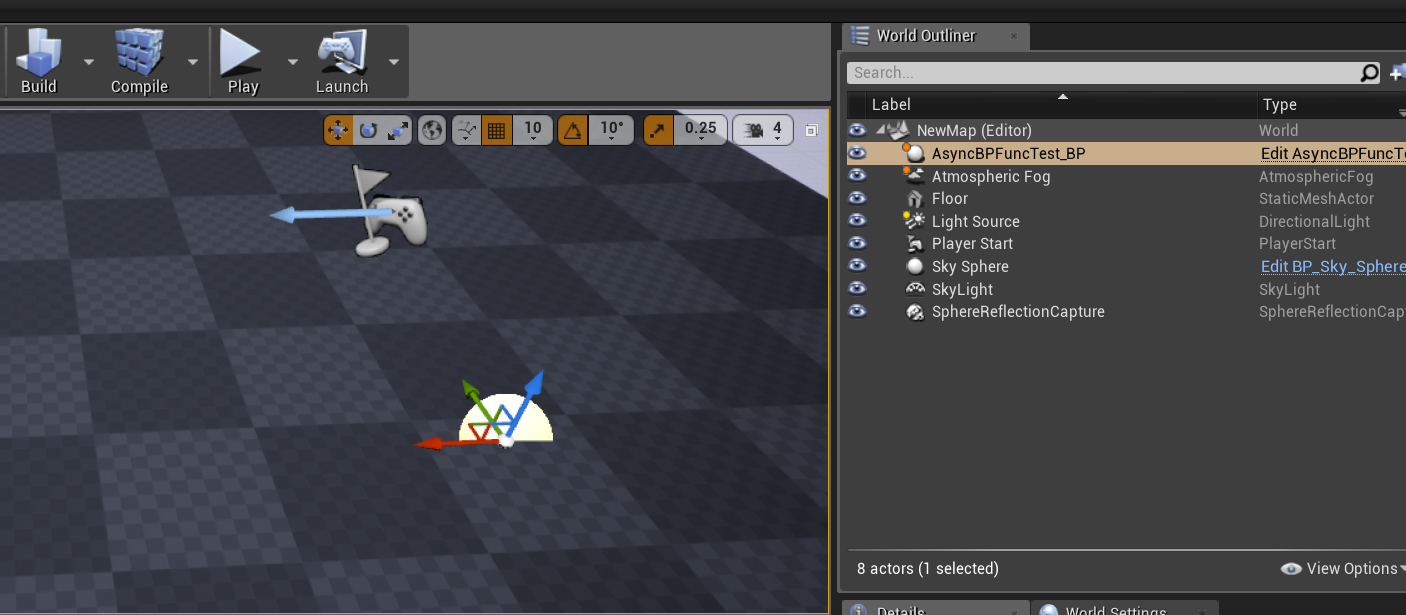 World Outliner
Build
Compile
Play
Launch
Search...
Label
Type
10
10°
0.25
4
NewMap (Editor)
World
AsyncBPFuncTest_BP
Edit AsyncBPFuncTe
Atmospheric Fog
AtmosphericFog
Floor
StaticMeshActor
Light Source
DirectionalLight
Player Start
PlayerStart
Sky Sphere
Edit BP_Sky_Sphere
SkyLight
SkyLight
SphereReflectionCapture
SphereReflectionCap
8 actors (1 selected)
View Options
Details
World Settings